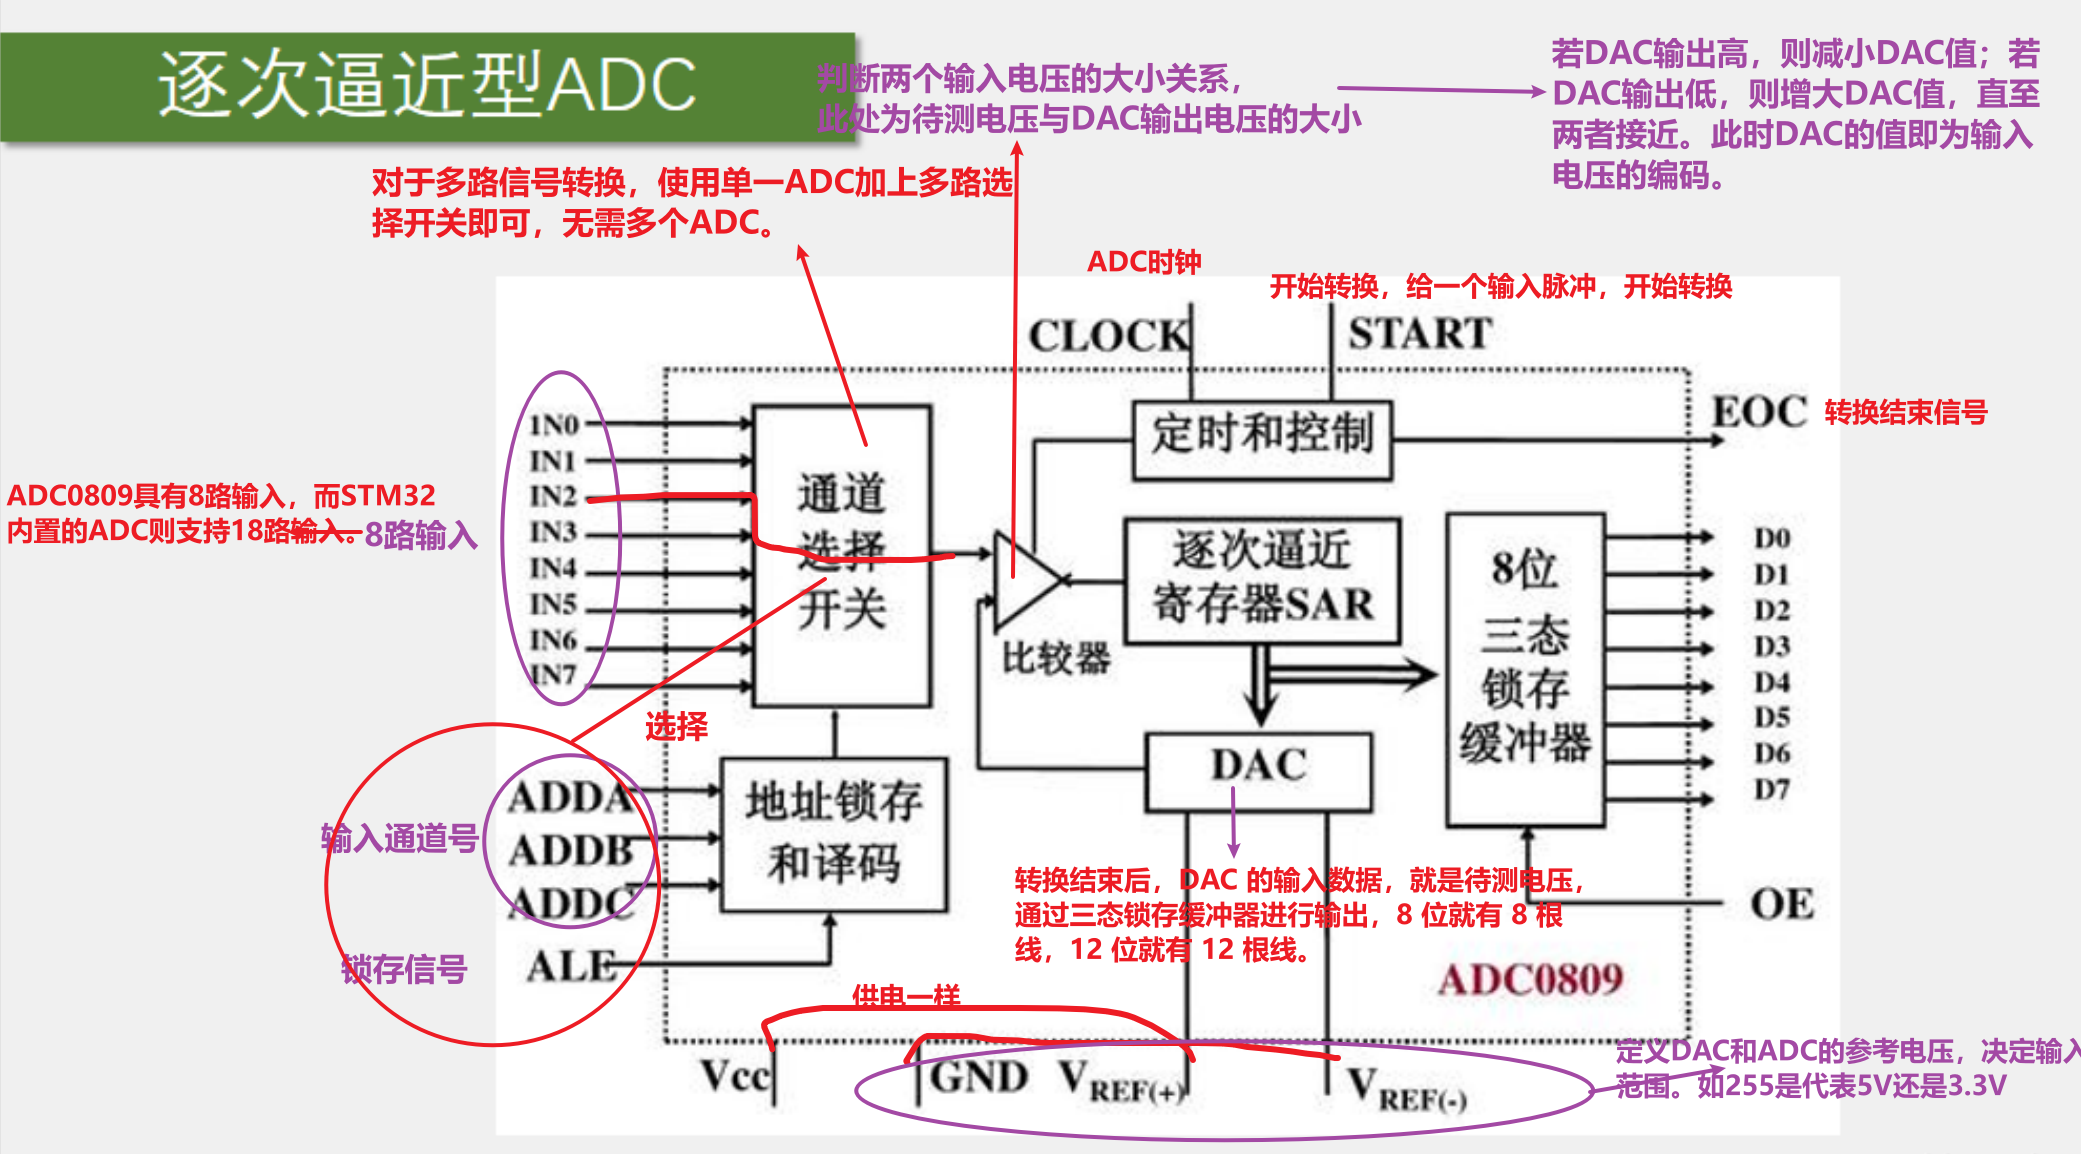 逐次逼近型ADC
判断两个输入电压的大小关系，
此处为待测电压与DAC输出电压的大小
若DAC输出高，则减小DAC值；若
DAC输出低，则增大DAC值，直至
两者接近。此时DAC的值即为输入
电压的编码。
对于多路信号转换，使用单一ADC加上多路选
择开关即可，无需多个ADC。
ADC时钟
开始转换，给一个输入脉冲，开始转换
CLOCK
START
EOC
转换结束信号
定时和控制
1N0
IN1
IN2
IN3
IN4
IN5
IN6
IN7
ADC0809具有8路输入，而STM32
内置的ADC则支持18路输入。
8路输入
通道
选择
开关
比较器
逐次逼近
寄存器SAR
8位
三态
锁存
缓冲器
D0
D1
D2
D3
D4
D5
D6
D7
选择
DAC
输入通道号
ADDA
ADDB
ADDC
地址锁存
和译码
锁存信号
ALE
OE
转换结束后，DAC 的输入数据，就是待测电压，
通过三态锁存缓冲器进行输出，8 位就有 8 根
线，12 位就有 12 根线。
ADC0809
供电一样
Vcc
GND
VREF(+)
VREF(-)
定义DAC和ADC的参考电压，决定输入
范围。如255是代表5V还是3.3V